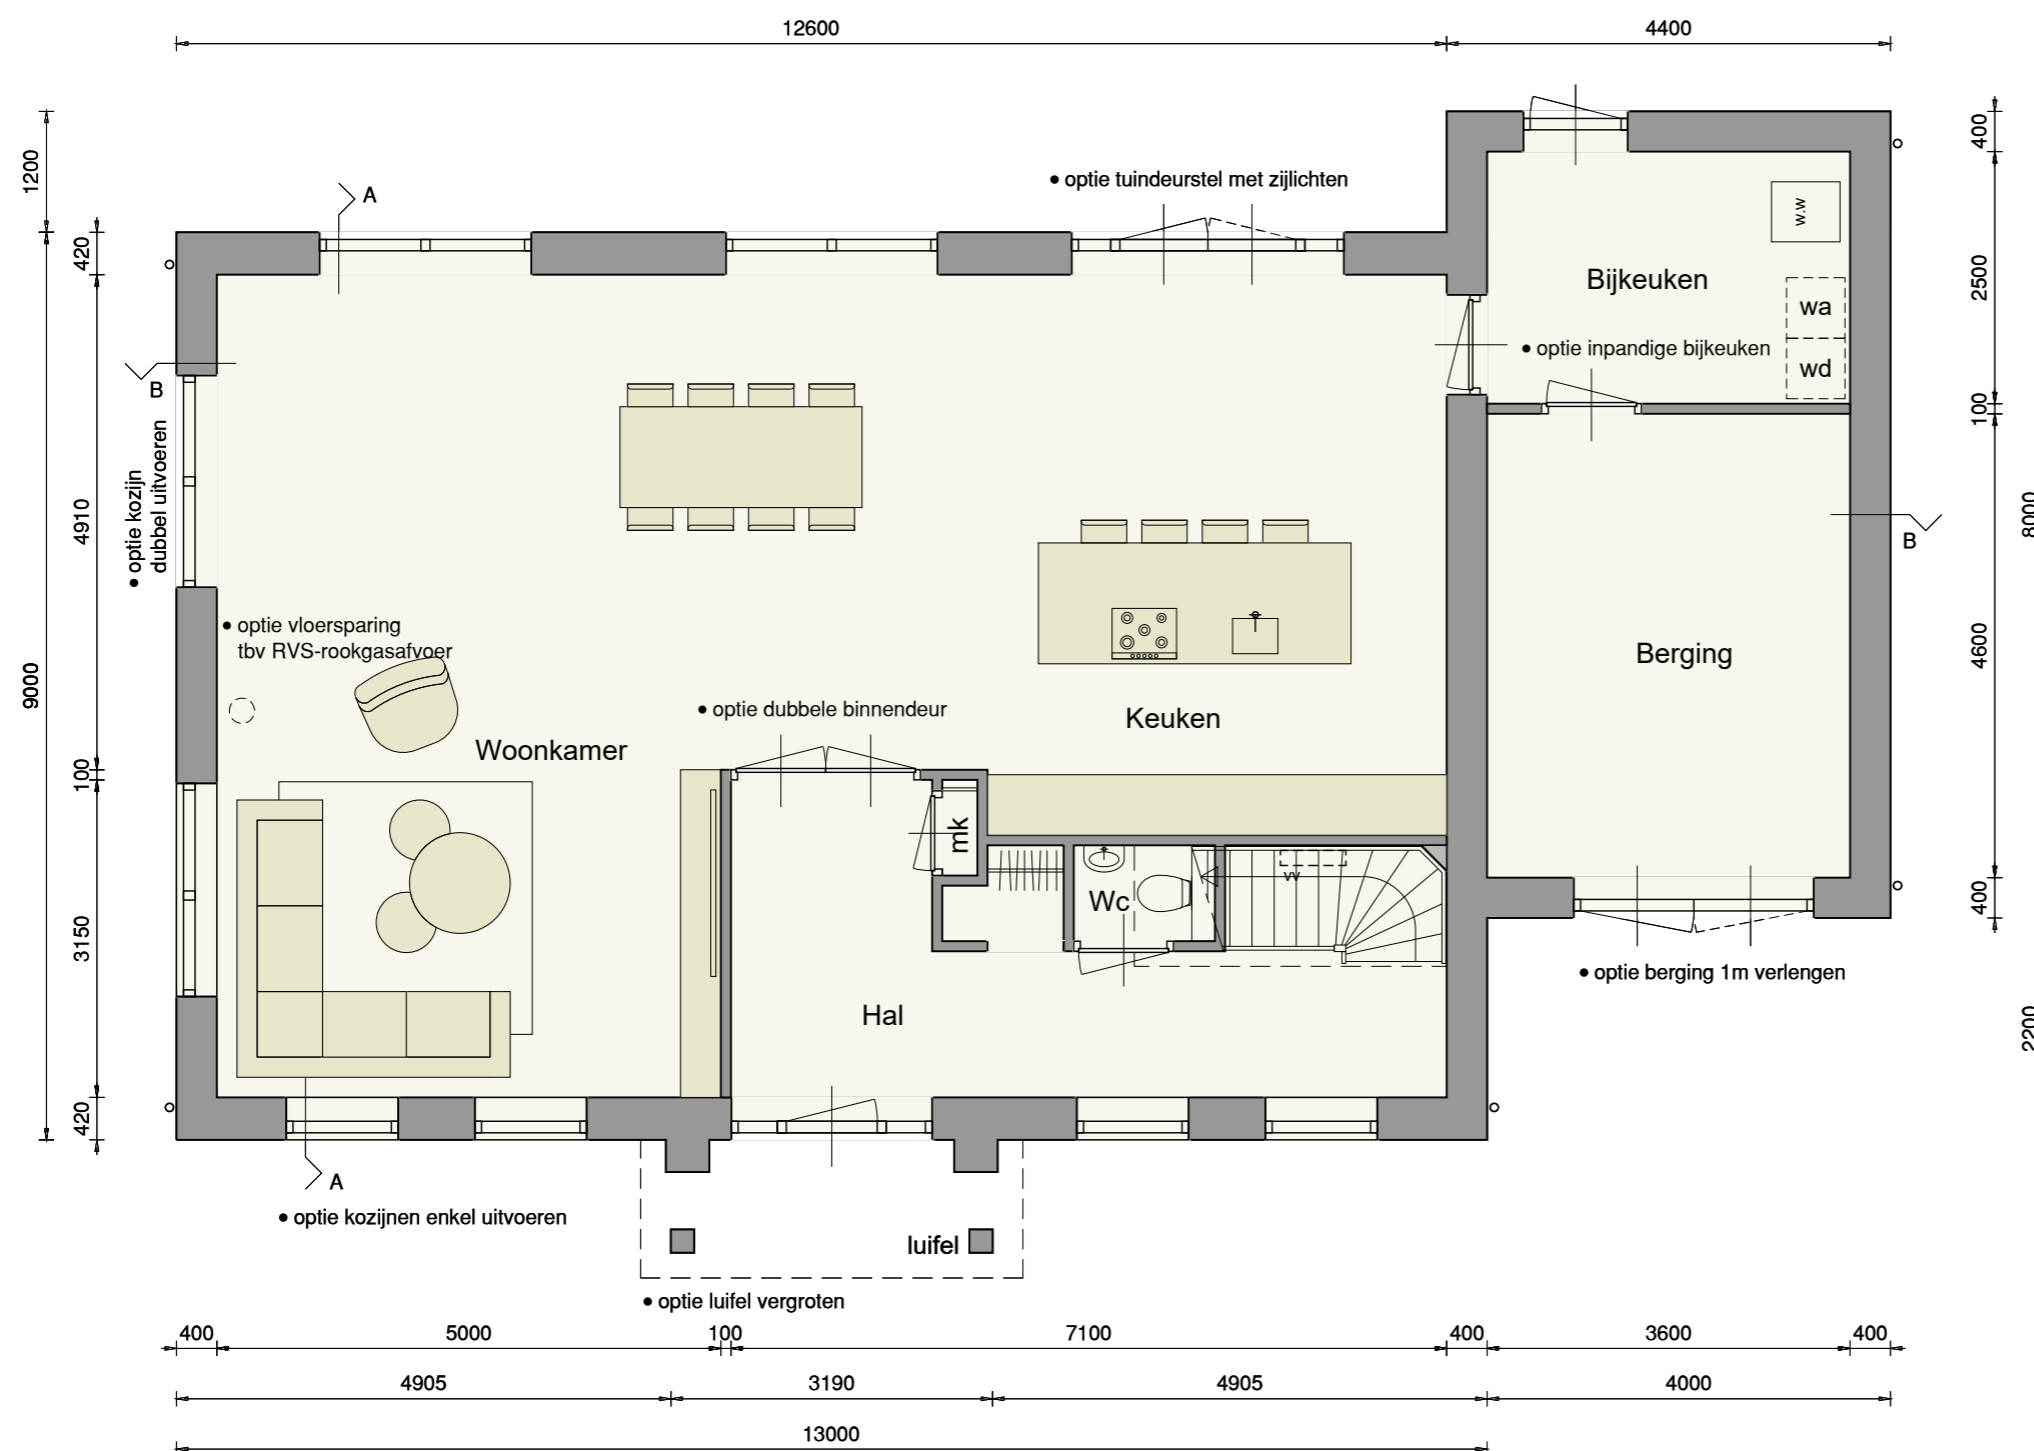 12600
4400
1200
9000
420
4910
100
3150
420
A
• optie tuindeurstel met zijlichten
B
• optie kozijn
dubbel uitvoeren
w.w
Bijkeuken
wa
• optie inpandige bijkeuken
wd
400
2500
100
4600
400
8000
2200
B
• optie vloersparing
tbv RVS-rookgasafvoer
Berging
• optie dubbele binnendeur
Keuken
Woonkamer
mk
vv
Wc
Hal
• optie berging 1m verlengen
A
• optie kozijnen enkel uitvoeren
luifel
• optie luifel vergroten
400 5000 100 7100 400 3600 400
4905 3190 4905 4000
13000